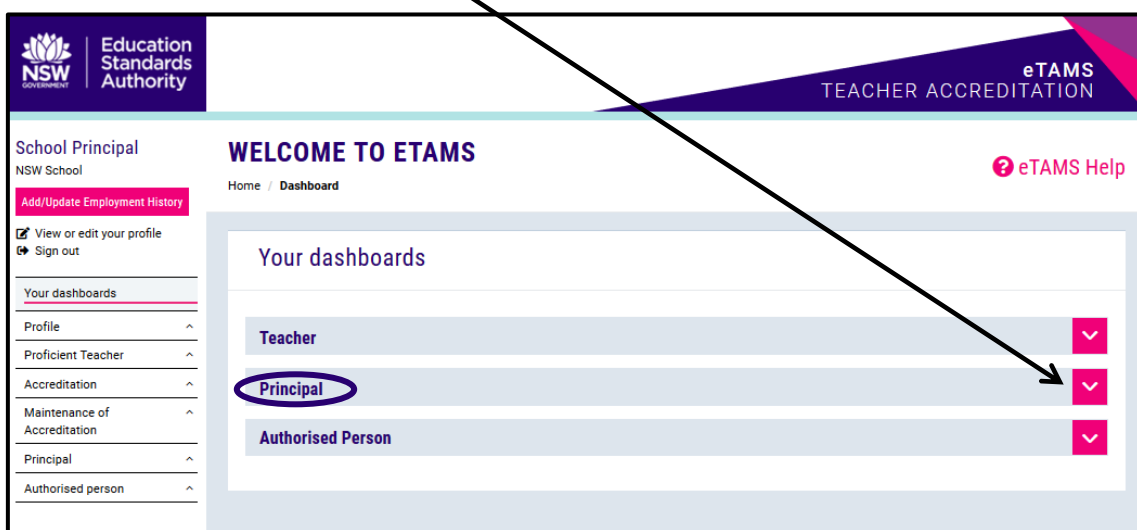 NSW
GOVERNMENT
Education
Standards
Authority
eTAMS
TEACHER ACCREDITATION
School Principal
NSW School
Add/Update Employment History
View or edit your profile
Sign out
Your dashboards
Profile
Proficient Teacher
Accreditation
Maintenance of
Accreditation
Principal
Authorised person
WELCOME TO ETAMS
Home / Dashboard
? eTAMS Help
Your dashboards
Teacher
Principal
Authorised Person